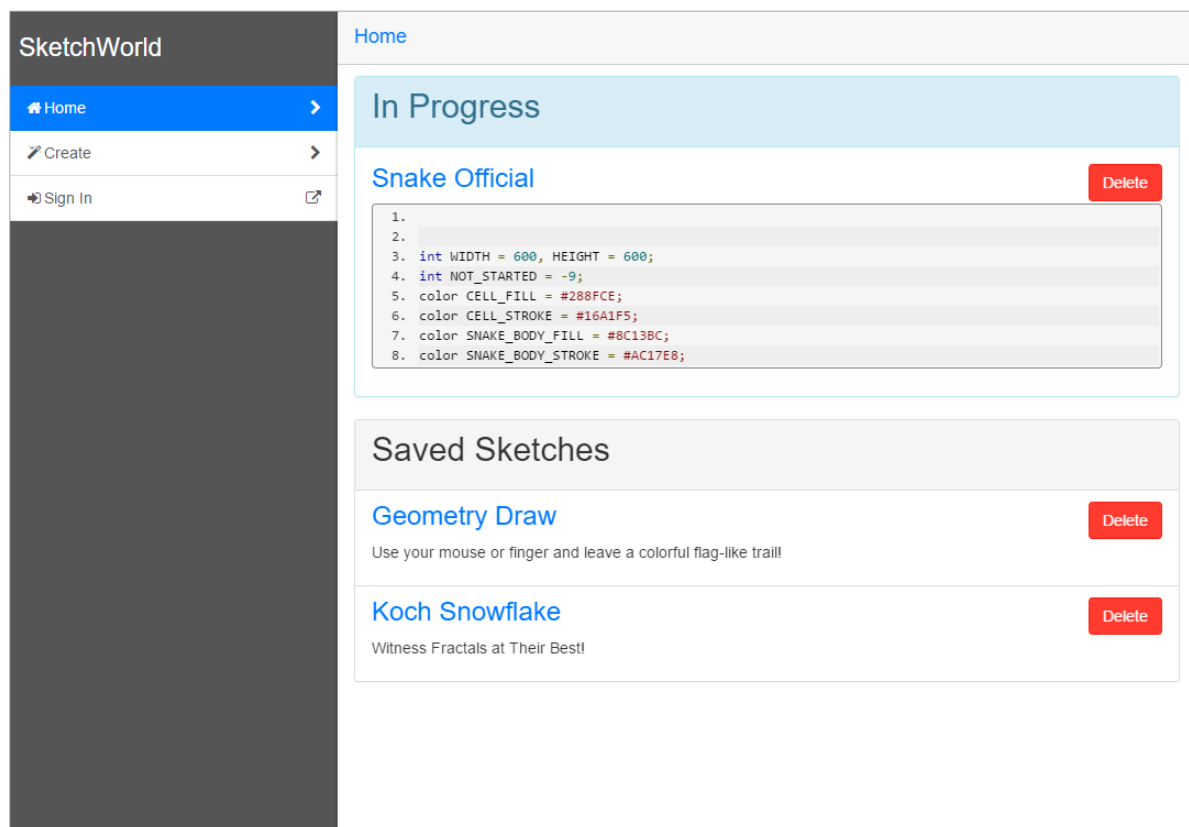 SketchWorld
Home
Create
Sign In
Home
In Progress
Snake Official
Delete
1.
2.
3. int WIDTH = 600, HEIGHT = 600;
4. int NOT_STARTED = -9;
5. color CELL_FILL = #288FCE;
6. color CELL_STROKE = #16A1F5;
7. color SNAKE_BODY_FILL = #8C13BC;
8. color SNAKE_BODY_STROKE = #AC17E8;
Saved Sketches
Geometry Draw
Delete
Use your mouse or finger and leave a colorful flag-like trail!
Koch Snowflake
Delete
Witness Fractals at Their Best!